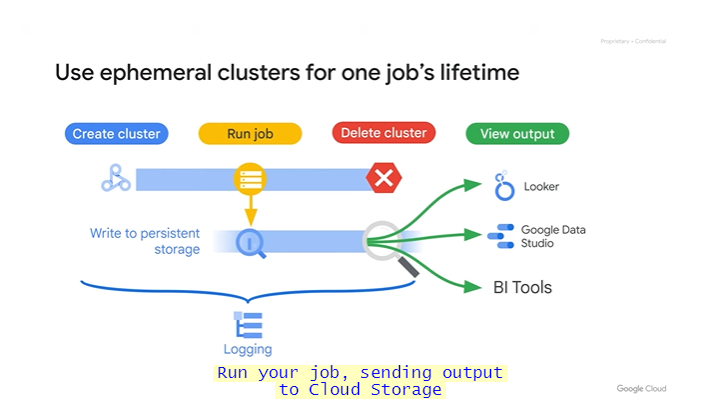 Proprietary + Confidential
Use ephemeral clusters for one job's lifetime
Create cluster
Run job
Delete cluster
View output
Looker
Write to persistent
storage
Google Data
Studio
BI Tools
Logging
Run your job, sending output
to Cloud Storage
Google Cloud